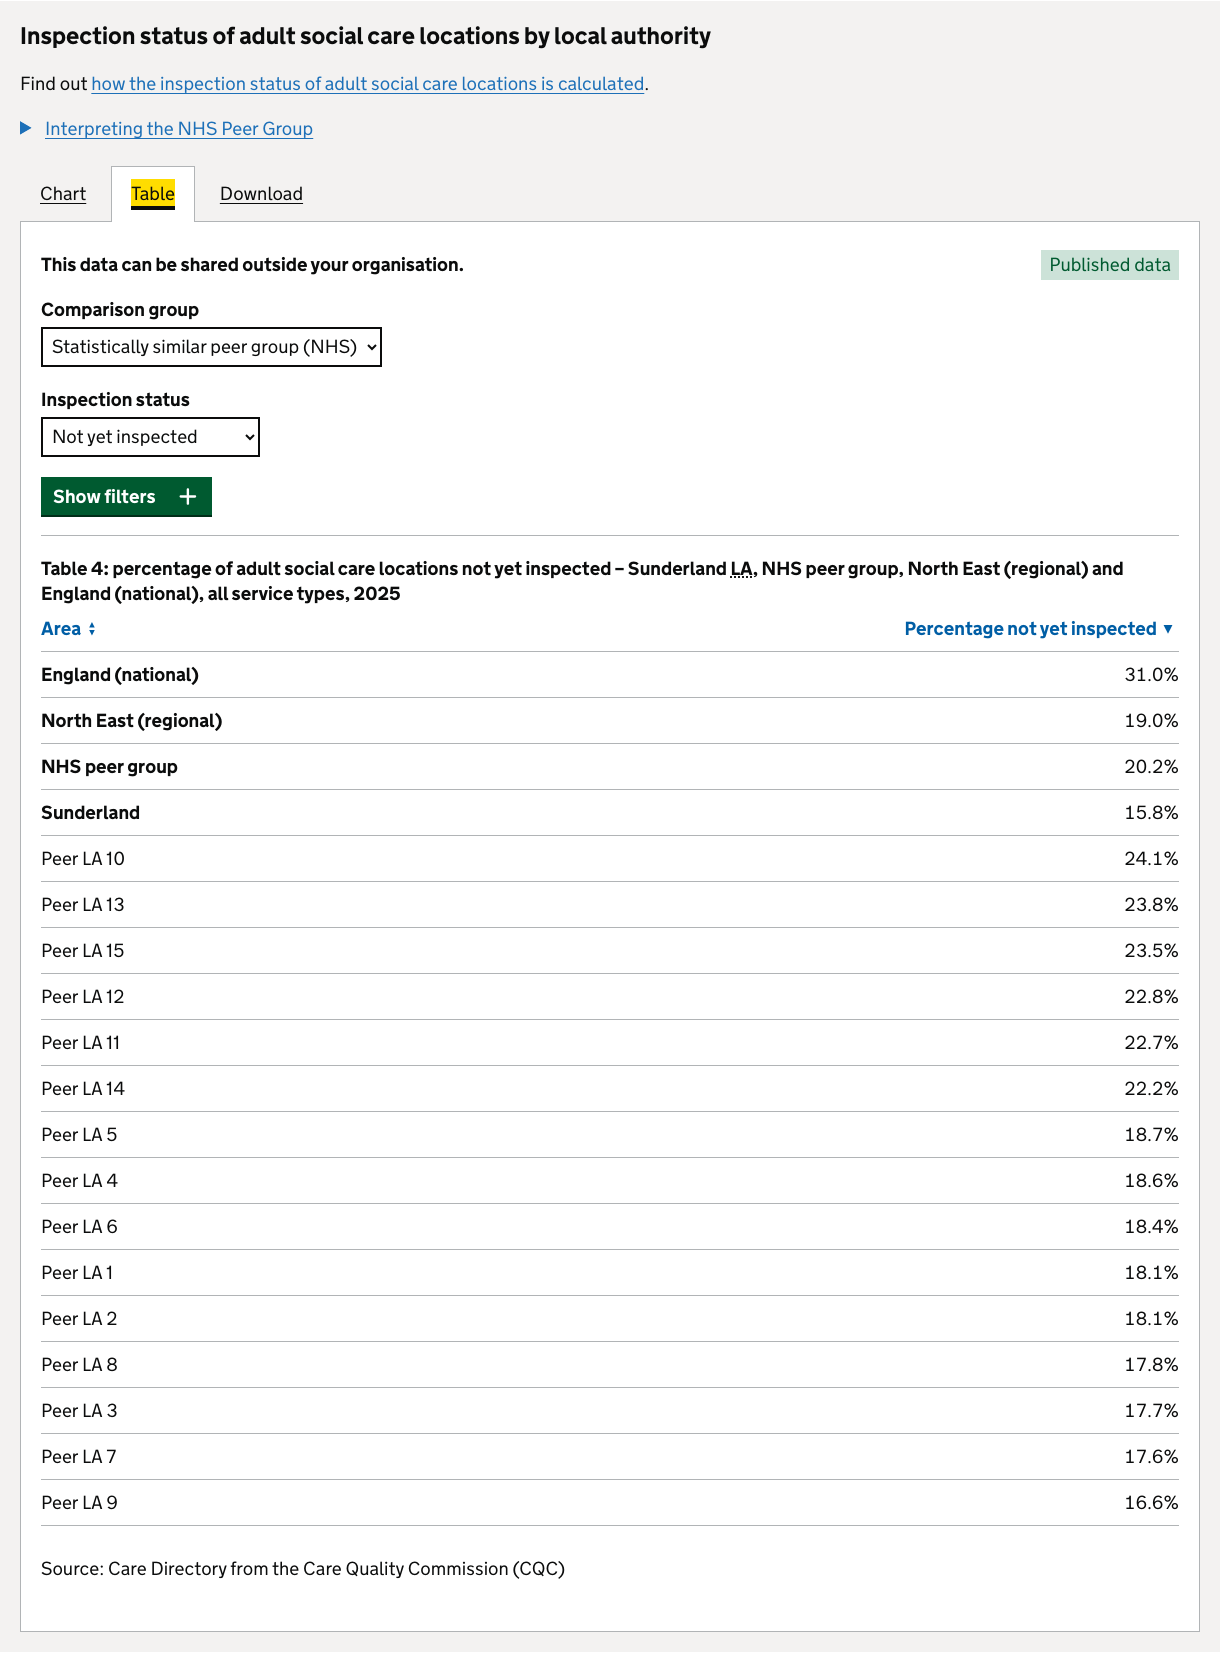 Inspection status of adult social care locations by local authority
Find out how the inspection status of adult social care locations is calculated.
Interpreting the NHS Peer Group
Chart Table Download
This data can be shared outside your organisation. Published data
Comparison group
Statistically similar peer group (NHS)
Inspection status
Not yet inspected
Show filters
Table 4: percentage of adult social care locations not yet inspected – Sunderland LA, NHS peer group, North East (regional) and
England (national), all service types, 2025
Area Percentage not yet inspected
England (national) 31.0%
North East (regional) 19.0%
NHS peer group 20.2%
Sunderland 15.8%
Peer LA 10 24.1%
Peer LA 13 23.8%
Peer LA 15 23.5%
Peer LA 12 22.8%
Peer LA 11 22.7%
Peer LA 14 22.2%
Peer LA 5 18.7%
Peer LA 4 18.6%
Peer LA 6 18.4%
Peer LA 1 18.1%
Peer LA 2 18.1%
Peer LA 8 17.8%
Peer LA 3 17.7%
Peer LA 7 17.6%
Peer LA 9 16.6%
Source: Care Directory from the Care Quality Commission (CQC)